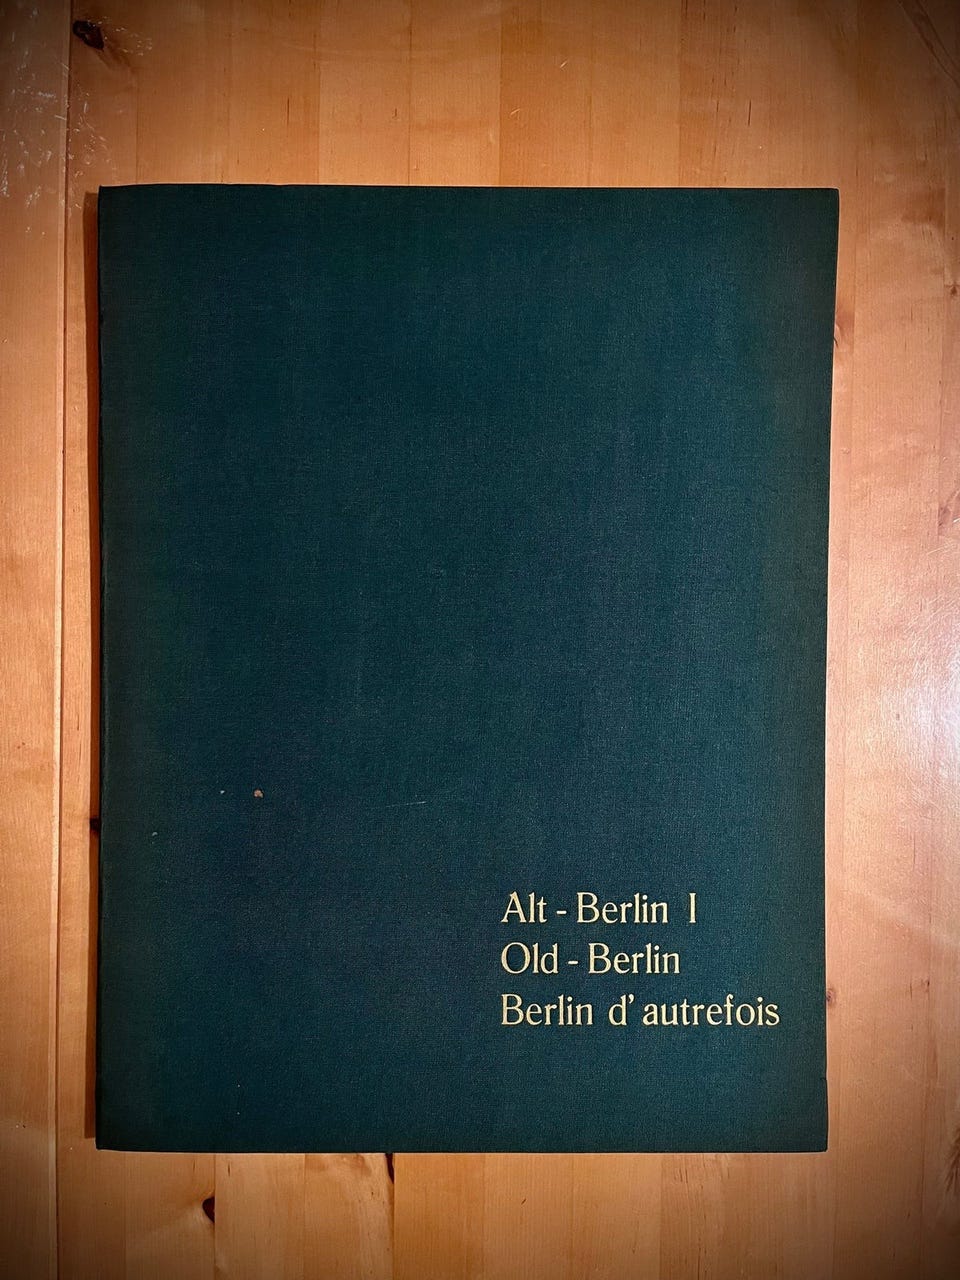 Alt - Berlin I
Old - Berlin
Berlin d' autrefois